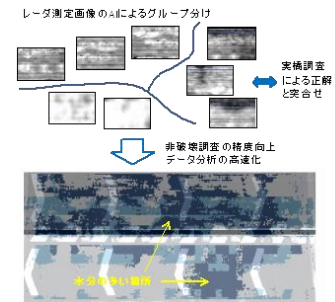 レーダ測定画像のAIによるグループ分け
実橋調査
による正解
と突合せ
非破壊調査の精度向上
データ分析の高速化
水分の多い箇所